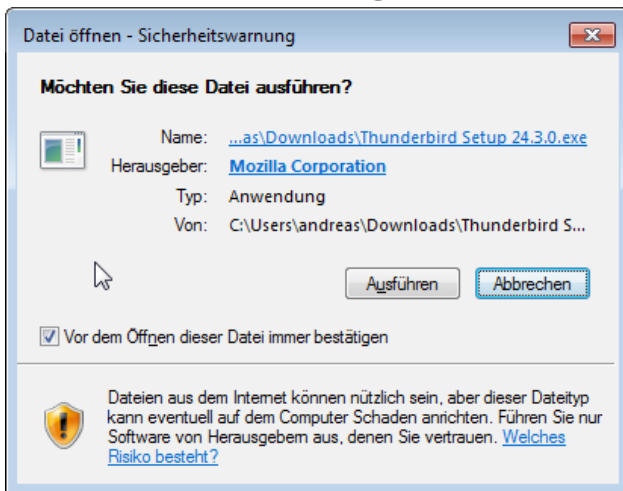 Datei öffnen - Sicherheitswarnung
Möchten Sie diese Datei ausführen?
Name: ...as\Downloads\Thunderbird Setup 24.3.0.exe
Herausgeber: Mozilla Corporation
Typ: Anwendung
Von: C:\Users\andreas\Downloads\Thunderbird S...
Ausführen Abbrechen
Vor dem Öffnen dieser Datei immer bestätigen
Dateien aus dem Internet können nützlich sein, aber dieser Dateityp
kann eventuell auf dem Computer Schaden anrichten. Führen Sie nur
Software von Herausgebern aus, denen Sie vertrauen. Welches
Risiko besteht?